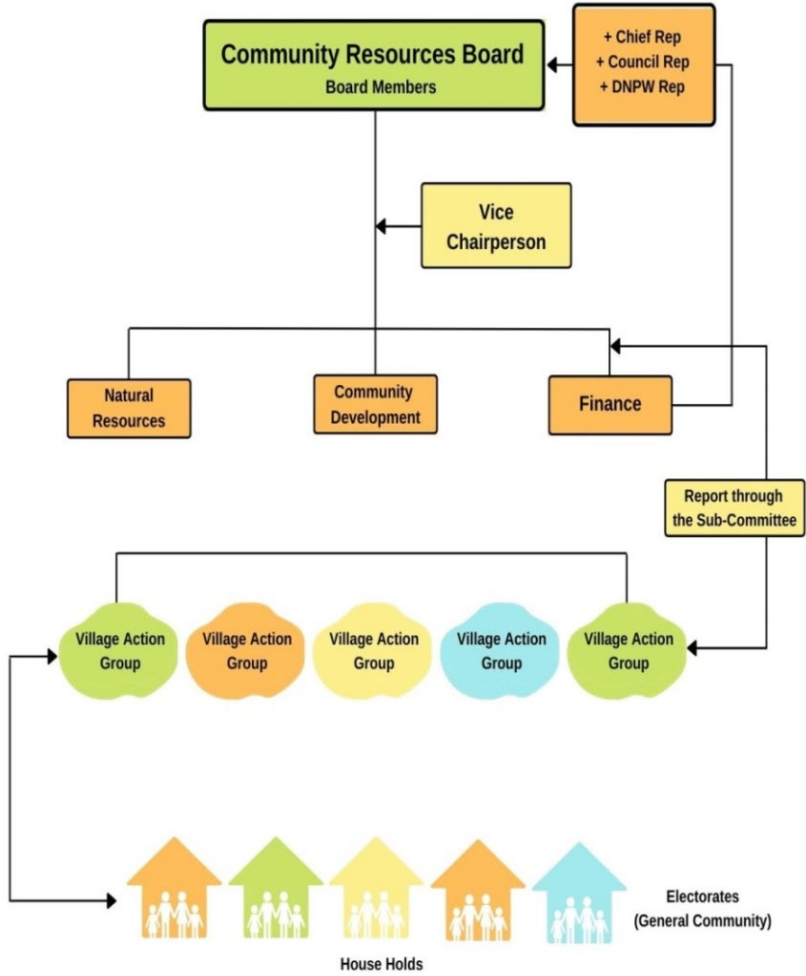 Community Resources Board
Board Members
+ Chief Rep
+ Council Rep
+ DNPW Rep
Vice
Chairperson
Natural
Resources
Community
Development
Finance
Report through
the Sub-Committee
Village Action
Group
Village Action
Group
Village Action
Group
Village Action
Group
Village Action
Group
Electorates
(General Community)
House Holds